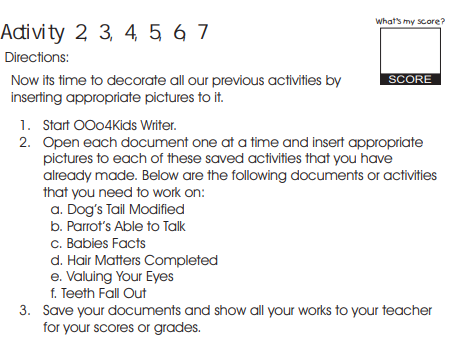 What's my score?
Activity 2, 3, 4, 5, 6, 7
Directions:
SCORE
Now its time to decorate all our previous activities by
inserting appropriate pictures to it.
1. Start OOo4Kids Writer.
2. Open each document one at a time and insert appropriate
pictures to each of these saved activities that you have
already made. Below are the following documents or activities
that you need to work on:
a. Dog's Tail Modified
b. Parrot's Able to Talk
c. Babies Facts
d. Hair Matters Completed
e. Valuing Your Eyes
f. Teeth Fall Out
3. Save your documents and show all your works to your teacher
for your scores or grades.